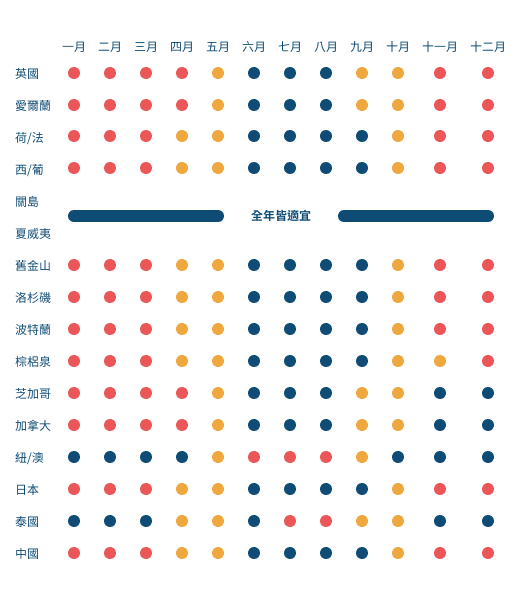 一月 二月 三月 四月 五月 六月 七月 八月 九月 十月 十一月 十二月
英國
愛爾蘭
荷/法
西/葡
關島
全年皆適宜
夏威夷
舊金山
洛杉磯
波特蘭
棕梠泉
芝加哥
加拿大
紐/澳
日本
泰國
中國